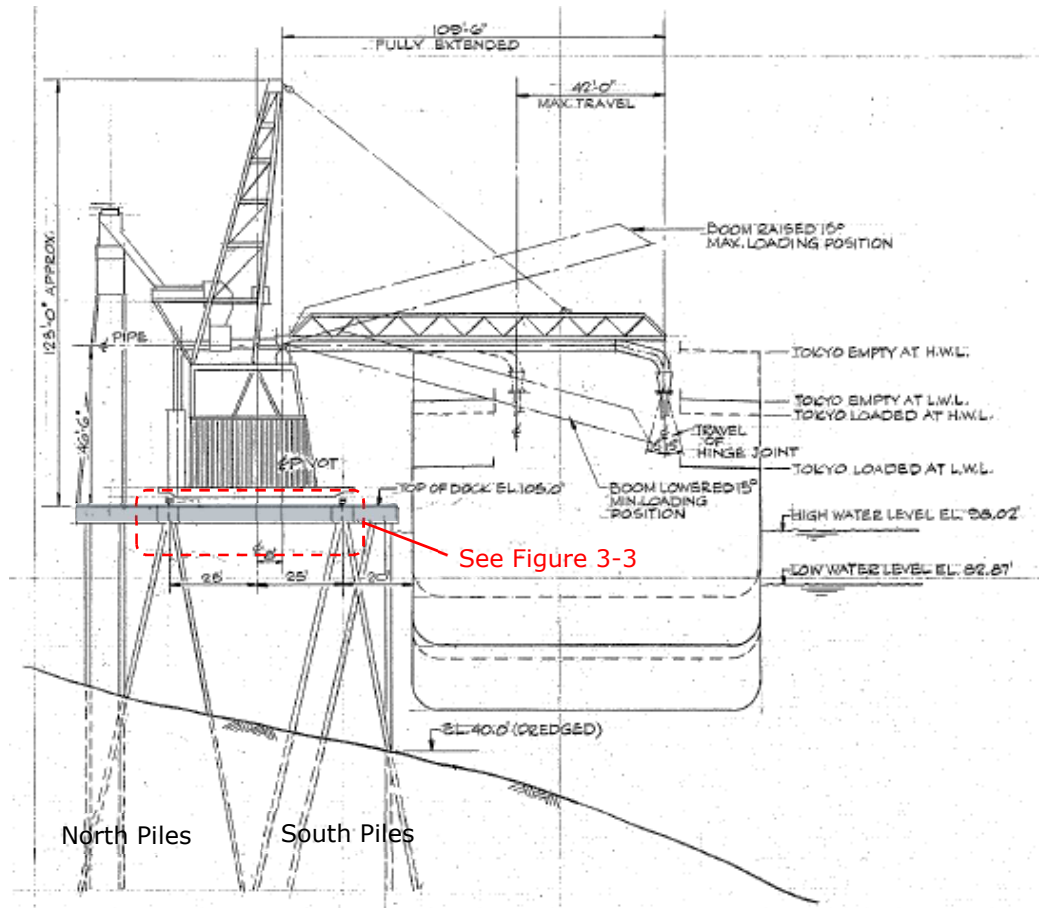 109'-6"
FULLY EXTENDED
42'-0"
MAX. TRAVEL
123'-0" APPROX.
BOOM RAISED 15°
MAX. LOADING POSITION
℄ PIPE
46'-6"
TOKYO EMPTY AT H.W.L.
TOKYO EMPTY AT L.W.L.
TOKYO LOADED AT H.W.L.
TRAVEL
OF
HINGE JOINT
TOKYO LOADED AT L.W.L.
℄ PIVOT
TOP OF DOCK EL. 105.0'
BOOM LOWERED 15°
MIN. LOADING
POSITION
HIGH WATER LEVEL EL. 98.02'
See Figure 3-3
LOW WATER LEVEL EL. 82.87'
25'
25'
20'
EL. 40.0' (DREDGED)
North Piles
South Piles